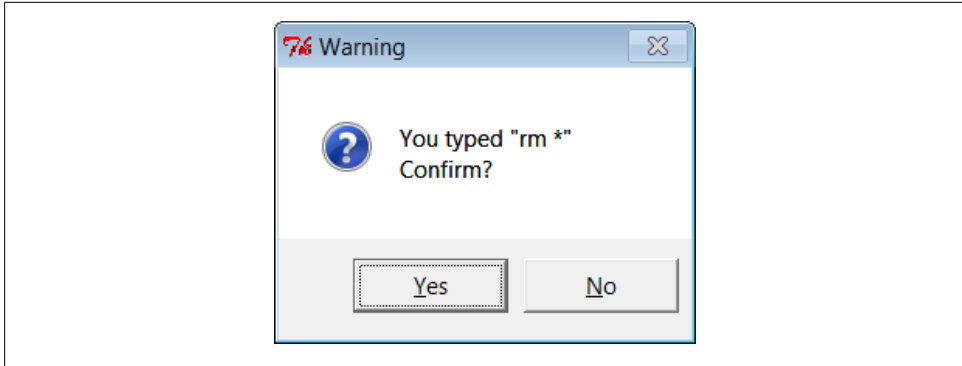 Warning
You typed "rm *"
Confirm?
Yes
No